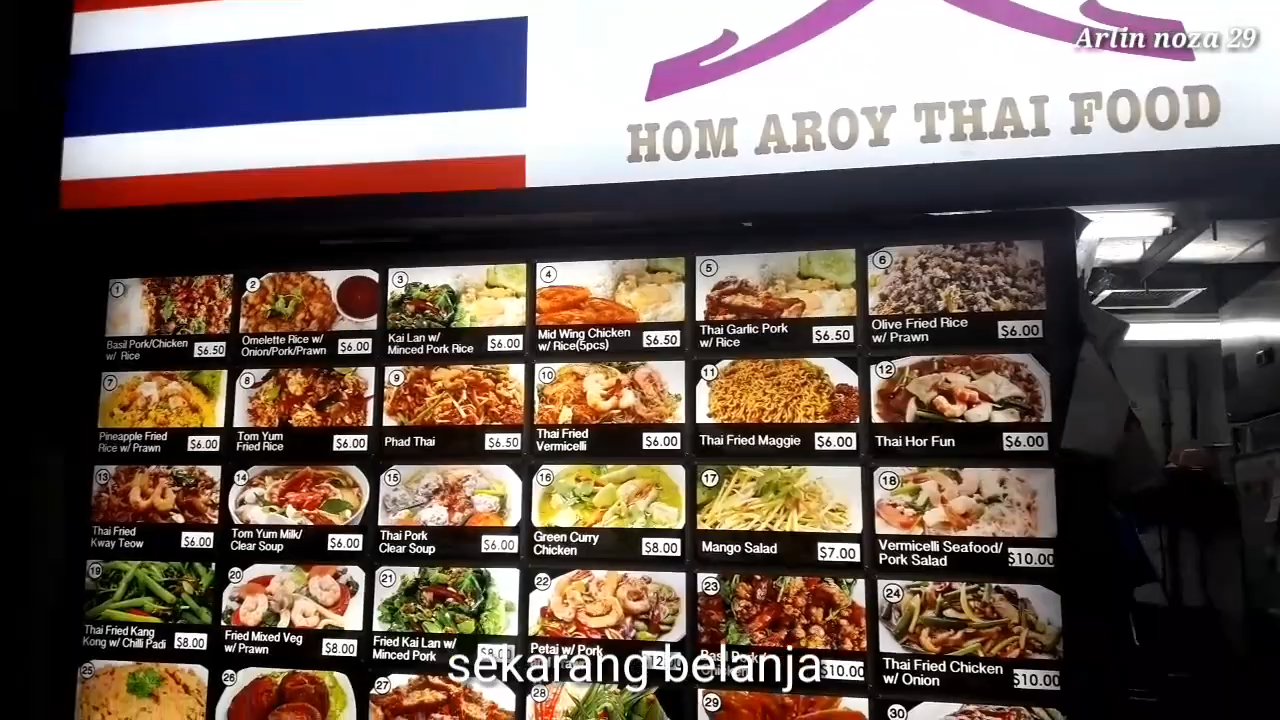 Arlin noza 29
HOM AROY THAI FOOD
1
Basil Pork/Chicken
w/ Rice
$6.50
2
Omelette Rice w/
Onion/Pork/Prawn
$6.00
3
Kai Lan w/
Minced Pork Rice
$6.00
4
Mid Wing Chicken
w/ Rice(5pcs)
$6.50
5
Thai Garlic Pork
w/ Rice
$6.50
6
Olive Fried Rice
w/ Prawn
$6.00
7
Pineapple Fried
Rice w/ Prawn
$6.00
8
Tom Yum
Fried Rice
$6.00
9
Phad Thai
$6.50
10
Thai Fried
Vermicelli
$6.00
11
Thai Fried Maggie
$6.00
12
Thai Hor Fun
$6.00
13
Thai Fried
Kway Teow
$6.00
14
Tom Yum Milk/
Clear Soup
$6.00
15
Thai Pork
Clear Soup
$6.00
16
Green Curry
Chicken
$8.00
17
Mango Salad
$7.00
18
Vermicelli Seafood/
Pork Salad
$10.00
19
Thai Fried Kang
Kong w/ Chilli Padi
$8.00
20
Fried Mixed Veg
w/ Prawn
$8.00
21
Fried Kai Lan w/
Minced Pork
22
Petai w/ Pork
23
Basil Pork/
$10.00
24
Thai Fried Chicken
w/ Onion
$10.00
25
26
27
28
29
30
sekarang belanja